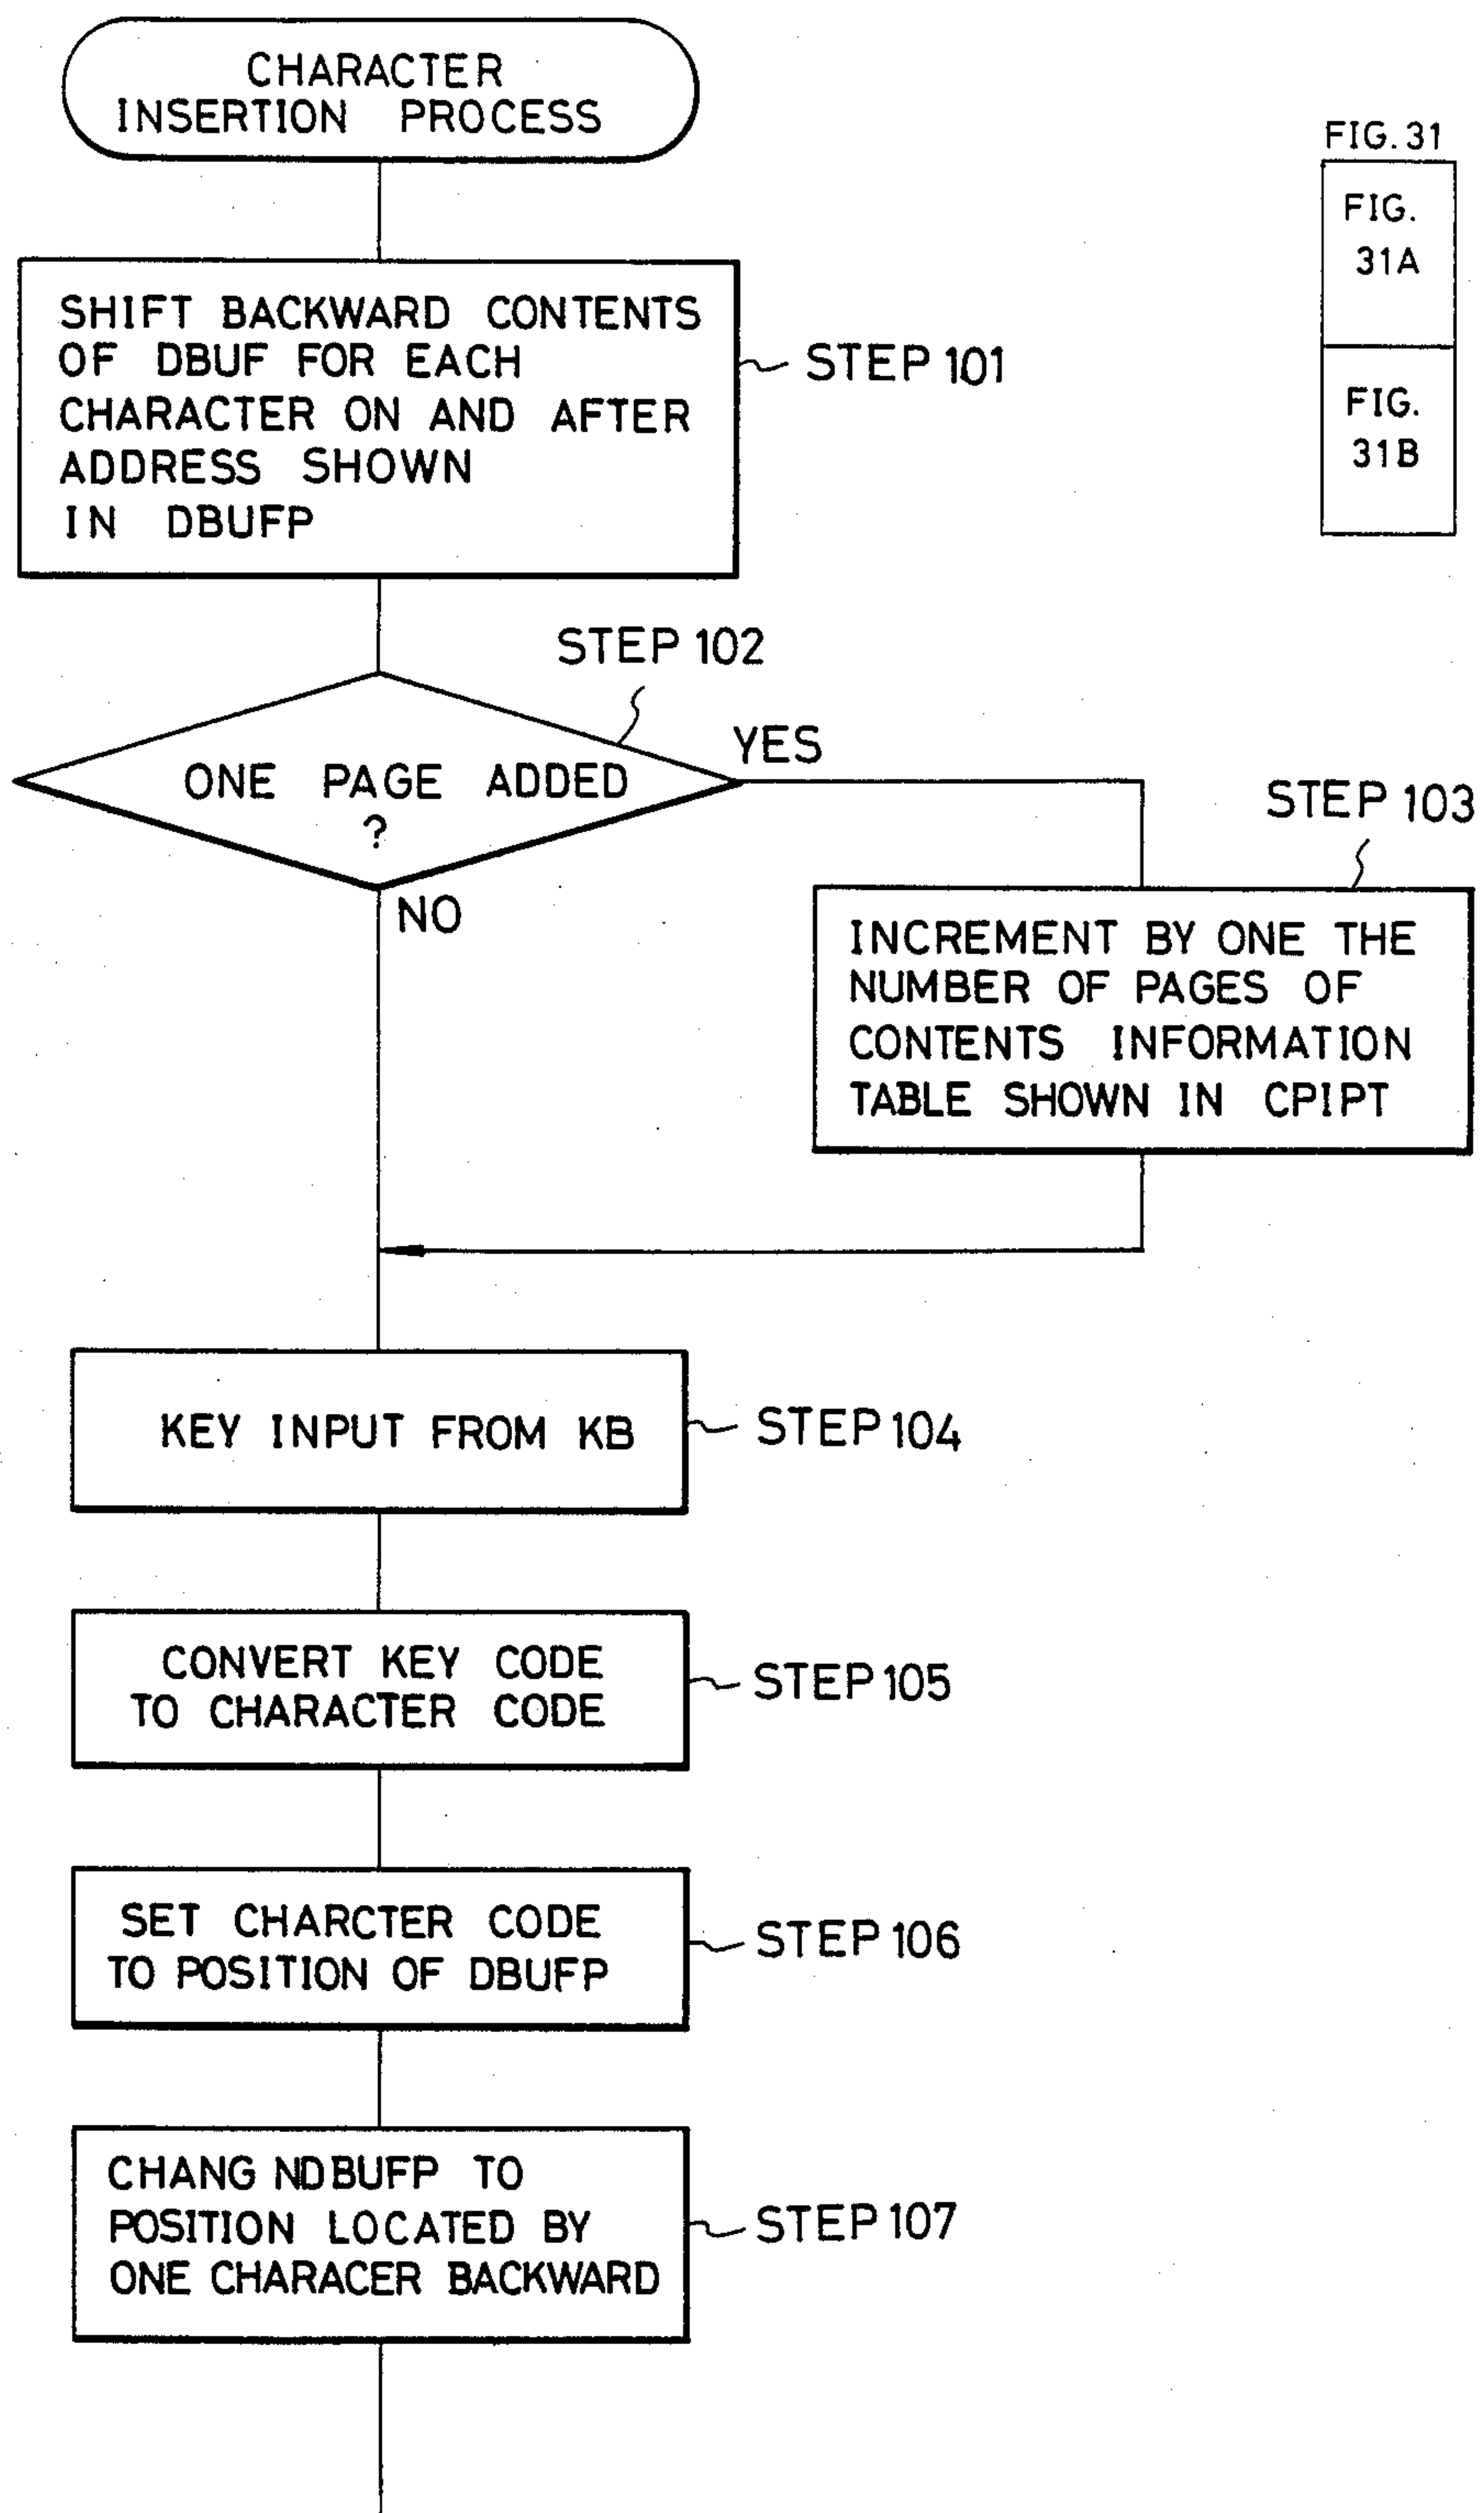 CHARACTER
INSERTION PROCESS
FIG. 31
FIG.
31A
FIG.
31B
SHIFT BACKWARD CONTENTS
OF DBUF FOR EACH
CHARACTER ON AND AFTER
ADDRESS SHOWN
IN DBUFP
STEP 101
STEP 102
ONE PAGE ADDED
?
YES
NO
STEP 103
INCREMENT BY ONE THE
NUMBER OF PAGES OF
CONTENTS INFORMATION
TABLE SHOWN IN CPIPT
KEY INPUT FROM KB
STEP 104
CONVERT KEY CODE
TO CHARACTER CODE
STEP 105
SET CHARCTER CODE
TO POSITION OF DBUFP
STEP 106
CHANG NDBUFP TO
POSITION LOCATED BY
ONE CHARACER BACKWARD
STEP 107